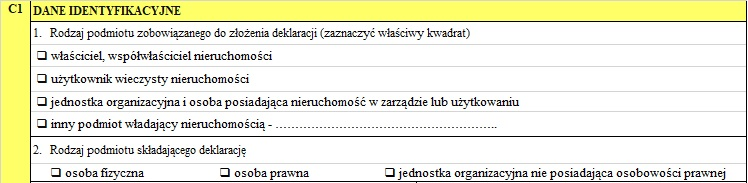 C1 DANE IDENTYFIKACYJNE
1. Rodzaj podmiotu zobowiązanego do złożenia deklaracji (zaznaczyć właściwy kwadrat)
❑ właściciel, współwłaściciel nieruchomości
❑ użytkownik wieczysty nieruchomości
❑ jednostka organizacyjna i osoba posiadająca nieruchomość w zarządzie lub użytkowaniu
❑ inny podmiot władający nieruchomością - ……………………………………………..
2. Rodzaj podmiotu składającego deklarację
❑ osoba fizyczna ❑ osoba prawna ❑ jednostka organizacyjna nie posiadająca osobowości prawnej